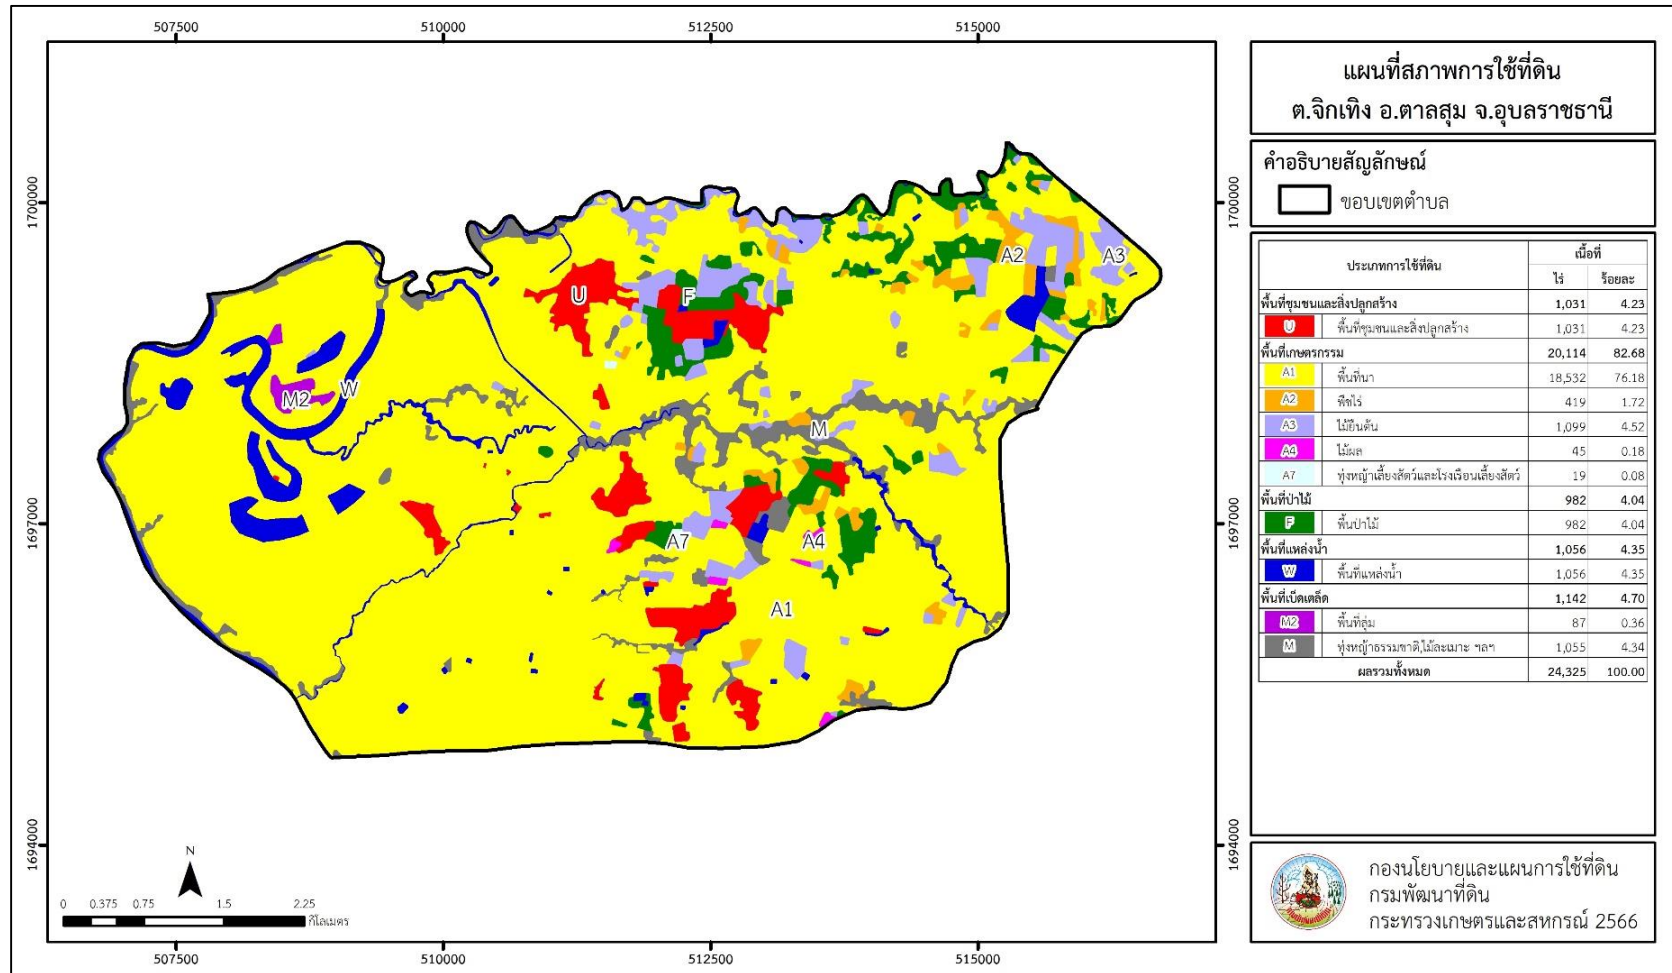 507500 510000 512500 515000
1700000 1700000
1697000 1697000
1694000 1694000
U
F
A2
A3
M2
W
M
A7
A4
A1
N
0 0.375 0.75 1.5 2.25
กิโลเมตร
507500 510000 512500 515000
แผนที่สภาพการใช้ที่ดิน
ต.จิกเทิง อ.ตาลสุม จ.อุบลราชธานี
คำอธิบายสัญลักษณ์
ขอบเขตตำบล
ประเภทการใช้ที่ดิน เนื้อที่
ไร่ ร้อยละ
พื้นที่ชุมชนและสิ่งปลูกสร้าง 1,031 4.23
U พื้นที่ชุมชนและสิ่งปลูกสร้าง 1,031 4.23
พื้นที่เกษตรกรรม 20,114 82.68
A1 พื้นที่นา 18,532 76.18
A2 พืชไร่ 419 1.72
A3 ไม้ยืนต้น 1,099 4.52
A4 ไม้ผล 45 0.18
A7 ทุ่งหญ้าเลี้ยงสัตว์และโรงเรือนเลี้ยงสัตว์ 19 0.08
พื้นที่ป่าไม้ 982 4.04
F พื้นป่าไม้ 982 4.04
พื้นที่แหล่งน้ำ 1,056 4.35
W พื้นที่แหล่งน้ำ 1,056 4.35
พื้นที่เบ็ดเตล็ด 1,142 4.70
M2 พื้นที่ลุ่ม 87 0.36
M ทุ่งหญ้าธรรมชาติ,ไม้ละเมาะ ฯลฯ 1,055 4.34
ผลรวมทั้งหมด 24,325 100.00
กองนโยบายและแผนการใช้ที่ดิน
กรมพัฒนาที่ดิน
กระทรวงเกษตรและสหกรณ์ 2566